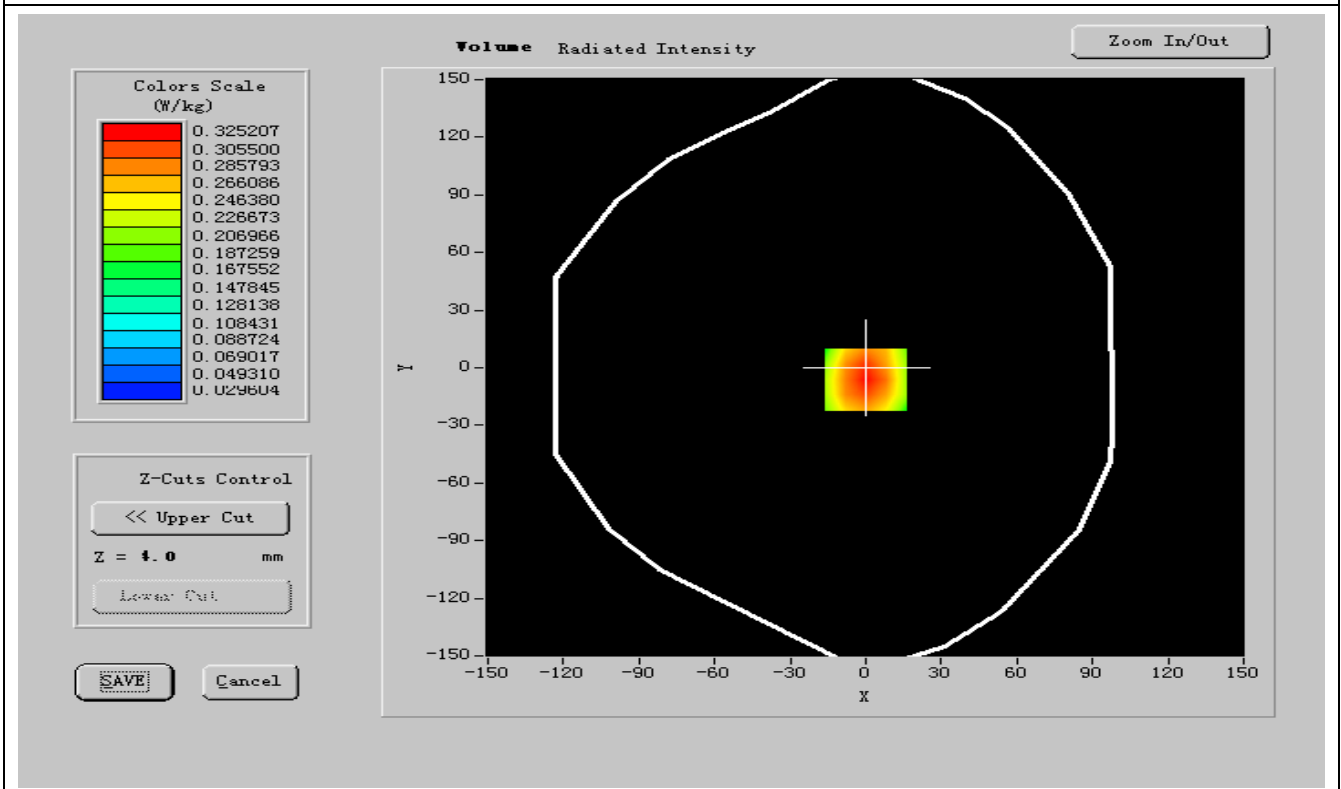 Volume Radiated Intensity
Zoom In/Out
Colors Scale
(W/kg)
0.325207
0.305500
0.285793
0.266086
0.246380
0.226673
0.206966
0.187259
0.167552
0.147845
0.128138
0.108431
0.088724
0.069017
0.049310
0.029604
Z-Cuts Control
<< Upper Cut
Z = 4.0 mm
Lower Cut
SAVE
Cancel
150
120
90
60
30
0
-30
-60
-90
-120
-150
Y
-150 -120 -90 -60 -30 0 30 60 90 120 150
X